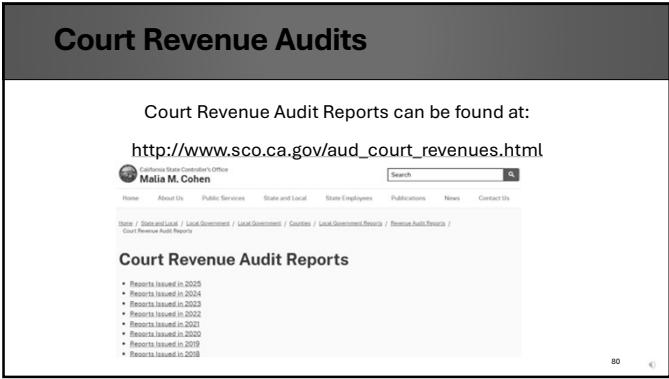 Court Revenue Audits
Court Revenue Audit Reports can be found at:
http://www.sco.ca.gov/aud_court_revenues.html
California State Controller's Office
Malia M. Cohen
Search
Home About Us Public Services State and Local State Employees Publications News Contact Us
Home / State and Local / Local Government / Local Government / Counties / Local Government Reports / Revenue Audit Reports /
Court Revenue Audit Reports
Court Revenue Audit Reports
• Reports Issued in 2025
• Reports Issued in 2024
• Reports Issued in 2023
• Reports Issued in 2022
• Reports Issued in 2021
• Reports Issued in 2020
• Reports Issued in 2019
• Reports Issued in 2018
80